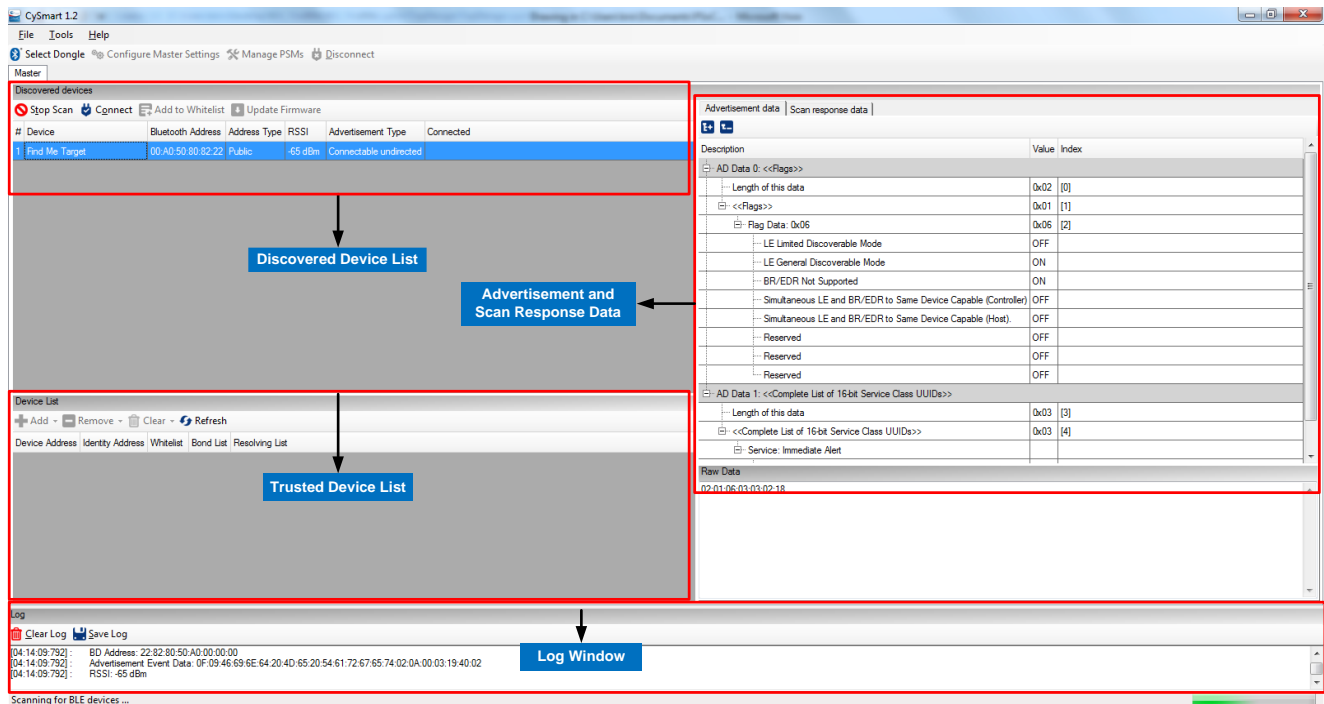 CySmart 1.2
File Tools Help
Select Dongle Configure Master Settings Manage PSMs Disconnect
Master
Discovered devices
Stop Scan Connect Add to Whitelist Update Firmware
# Device Bluetooth Address Address Type RSSI Advertisement Type Connected
1 Find Me Target 00:A0:50:80:82:22 Public -65 dBm Connectable undirected
Discovered Device List
Advertisement and
Scan Response Data
Device List
Add Remove Clear Refresh
Device Address Identity Address Whitelist Bond List Resolving List
Trusted Device List
Advertisement data Scan response data
Description Value Index
AD Data 0: <<Flags>>
Length of this data 0x02 [0]
<<Flags>> 0x01 [1]
Flag Data: 0x06 0x06 [2]
LE Limited Discoverable Mode OFF
LE General Discoverable Mode ON
BR/EDR Not Supported ON
Simultaneous LE and BR/EDR to Same Device Capable (Controller) OFF
Simultaneous LE and BR/EDR to Same Device Capable (Host). OFF
Reserved OFF
Reserved OFF
Reserved OFF
AD Data 1: <<Complete List of 16-bit Service Class UUIDs>>
Length of this data 0x03 [3]
<<Complete List of 16-bit Service Class UUIDs>> 0x03 [4]
Service: Immediate Alert
Raw Data
02:01:06:03:03:02:18
Log
Clear Log Save Log
[04:14:09:792] : BD Address: 22:82:80:50:A0:00:00:00
[04:14:09:792] : Advertisement Event Data: 0F:09:46:69:6E:64:20:4D:65:20:54:61:72:67:65:74:02:0A:00:03:19:40:02
[04:14:09:792] : RSSI: -65 dBm
Log Window
Scanning for BLE devices ...